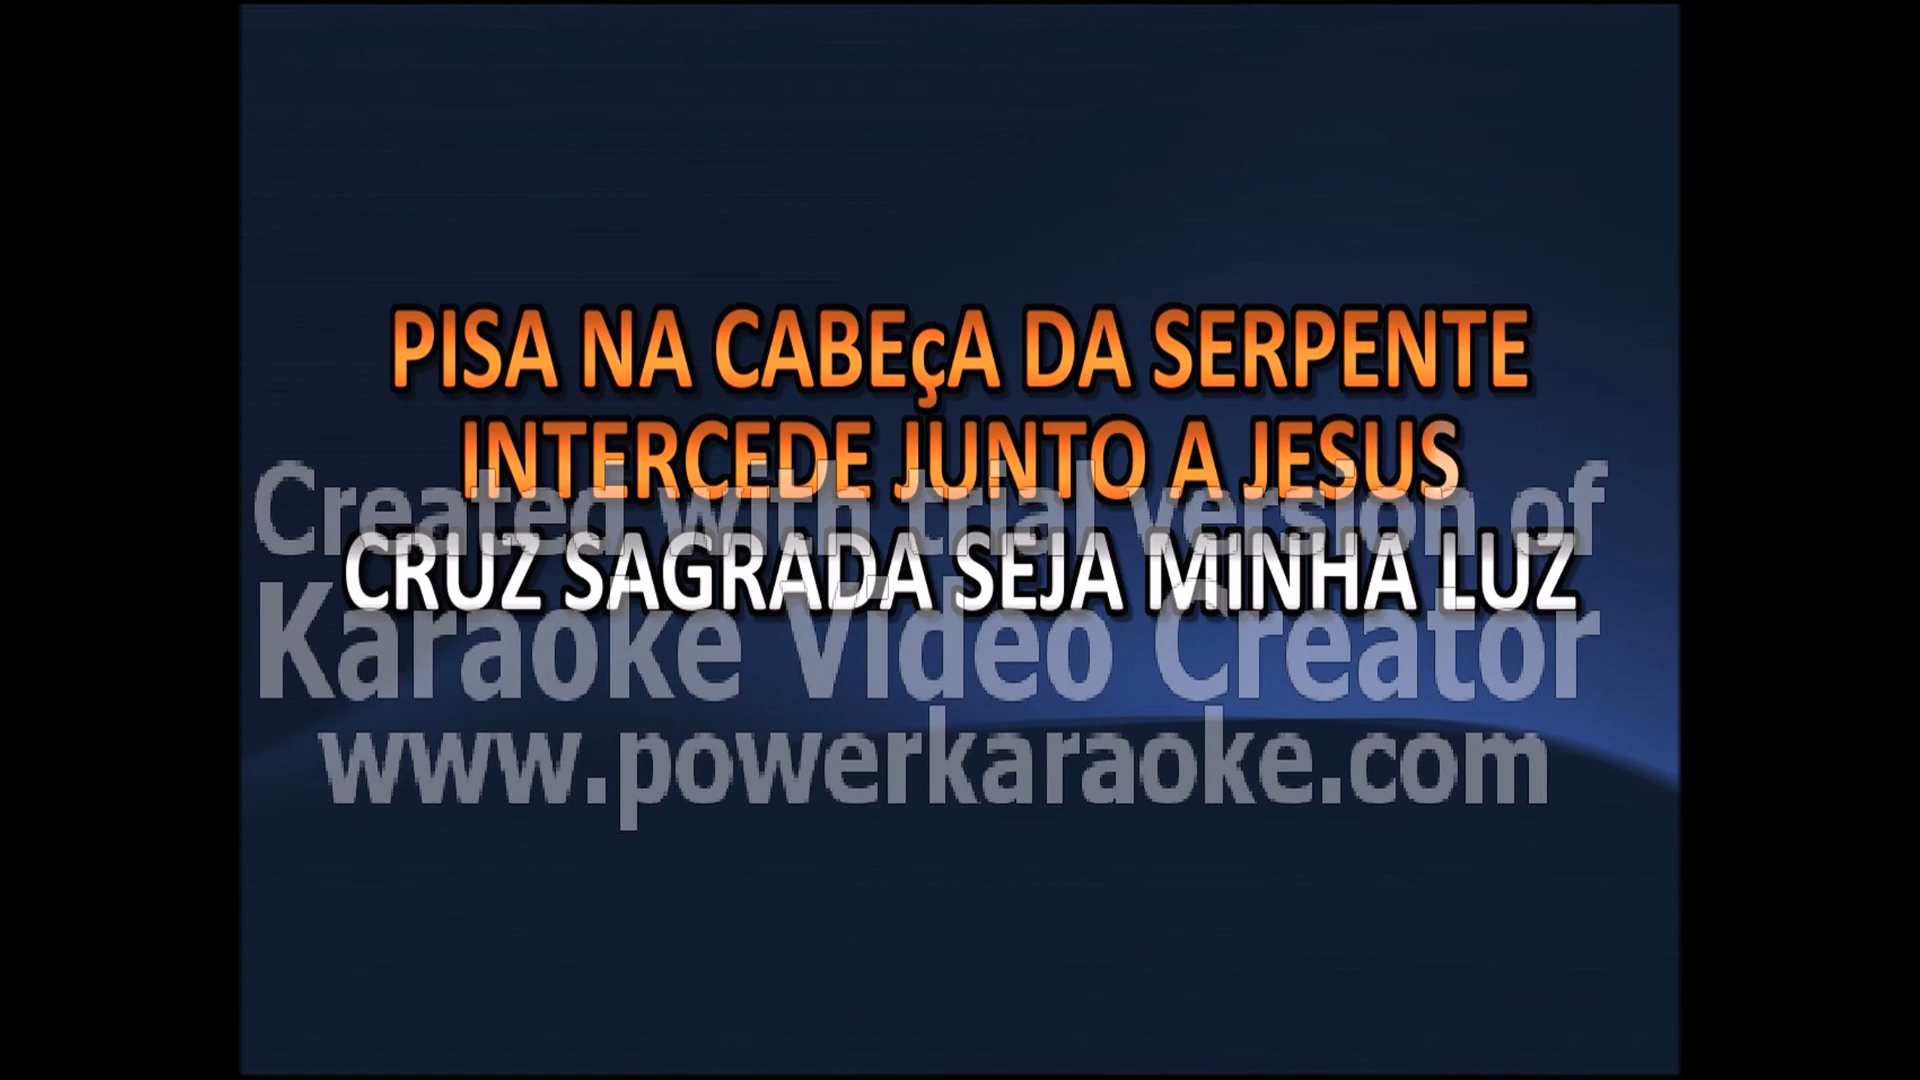 PISA NA CABEçA DA SERPENTE
INTERCEDE JUNTO A JESUS
Created with trial version of
CRUZ SAGRADA SEJA MINHA LUZ
Karaoke Video Creator
www.powerkaraoke.com